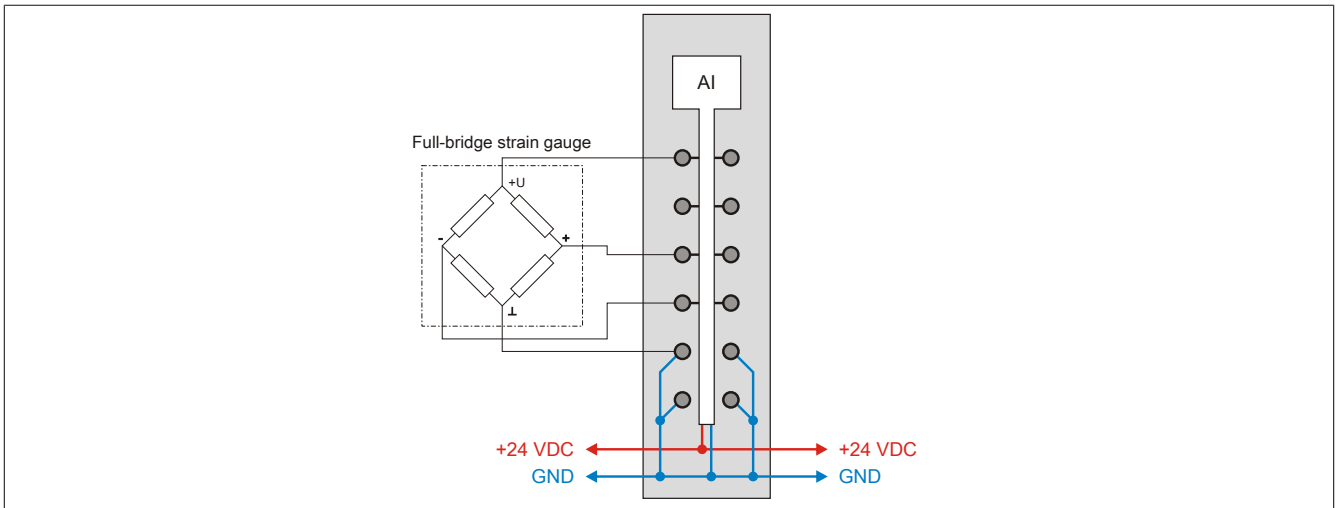 AI
Full-bridge strain gauge
+U
- +
⊥
+24 VDC +24 VDC
GND GND